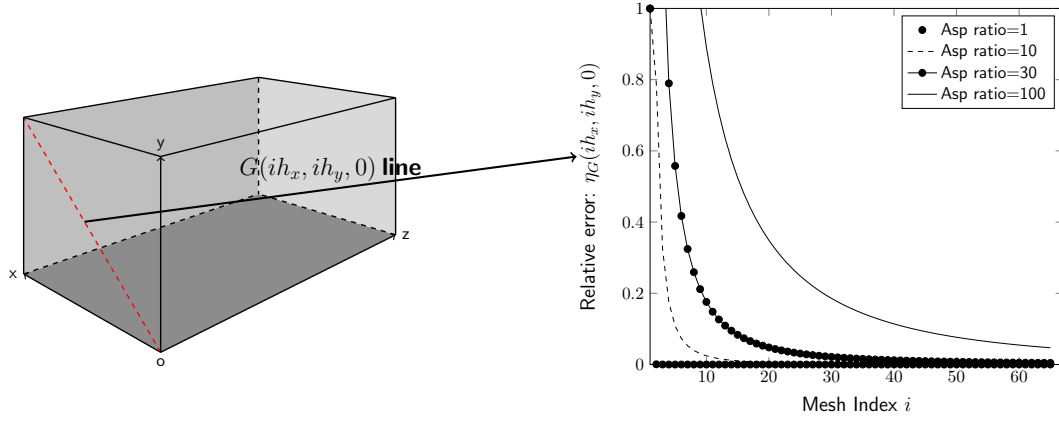 y
G(ih_x, ih_y, 0) line
x
z
o
Relative error: η_G(ih_x, ih_y, 0)
1
0.8
0.6
0.4
0.2
0
10 20 30 40 50 60
Mesh Index i
Asp ratio=1
Asp ratio=10
Asp ratio=30
Asp ratio=100